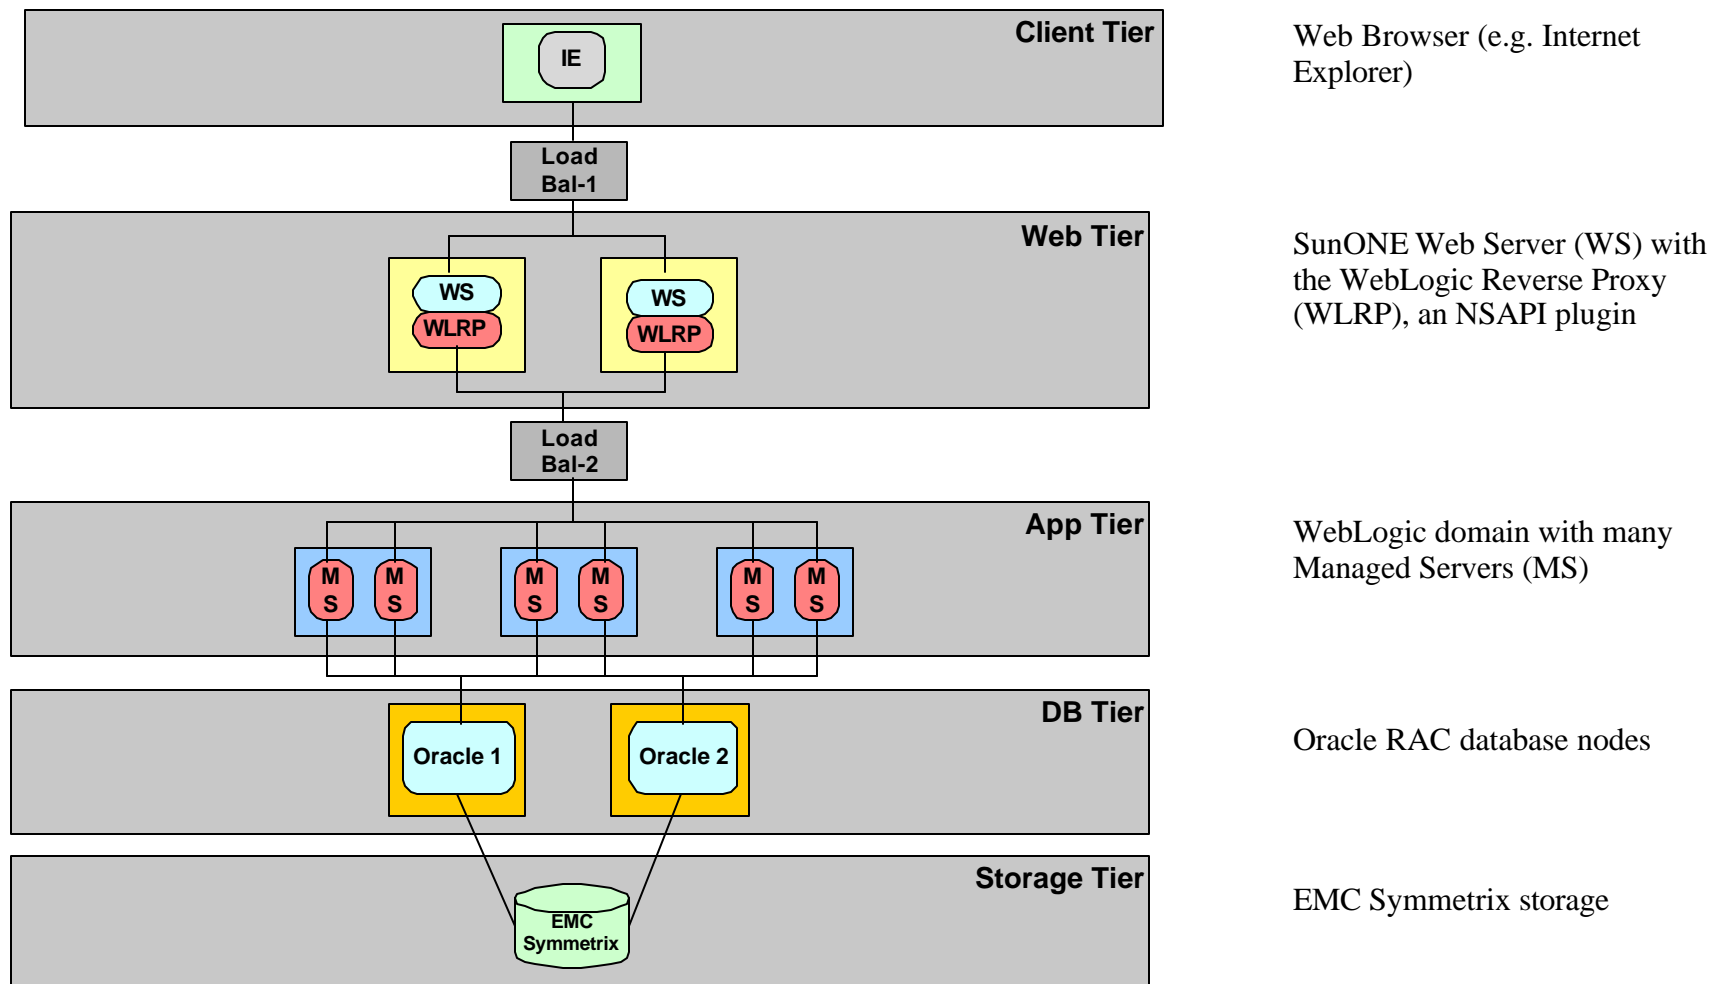 Client Tier
IE
Web Browser (e.g. Internet
Explorer)
Load
Bal-1
Web Tier
WS
WLRP
WS
WLRP
SunONE Web Server (WS) with
the WebLogic Reverse Proxy
(WLRP), an NSAPI plugin
Load
Bal-2
App Tier
M
S
M
S
M
S
M
S
M
S
M
S
WebLogic domain with many
Managed Servers (MS)
DB Tier
Oracle 1
Oracle 2
Oracle RAC database nodes
Storage Tier
EMC
Symmetrix
EMC Symmetrix storage